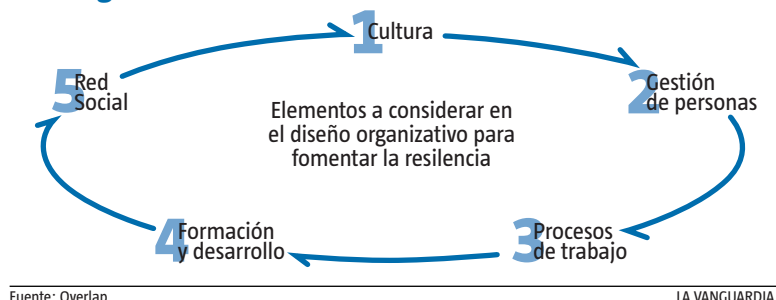 1 Cultura
2 Gestión
de personas
3 Procesos
de trabajo
4 Formación
y desarrollo
5 Red
Social
Elementos a considerar en
el diseño organizativo para
fomentar la resilencia
Fuente: Overlap
LA VANGUARDIA